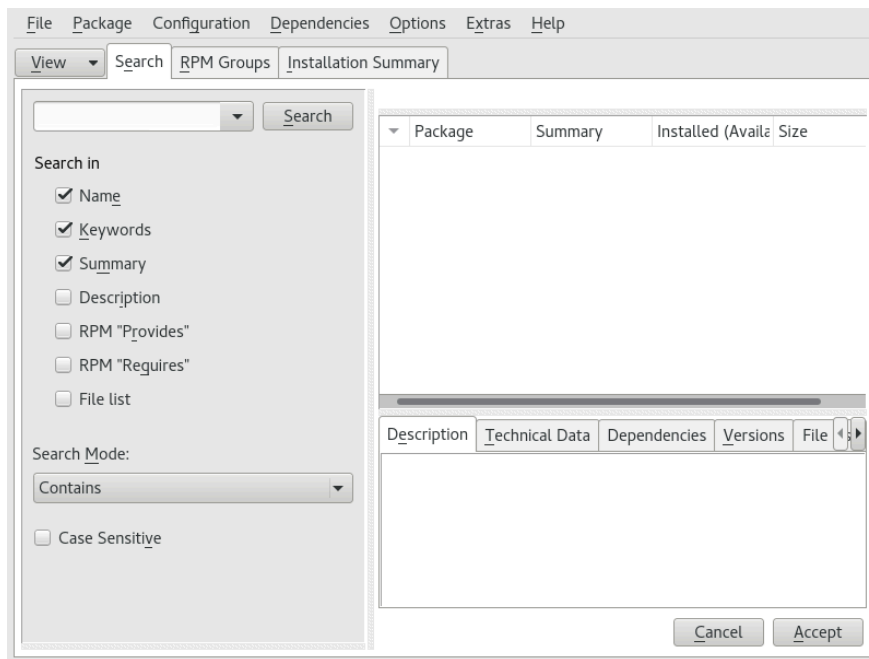 File Package Configuration Dependencies Options Extras Help
View Search RPM Groups Installation Summary
Search
Package Summary Installed (Availa Size
Search in
Name
Keywords
Summary
Description
RPM "Provides"
RPM "Requires"
File list
Description Technical Data Dependencies Versions File
Search Mode:
Contains
Case Sensitive
Cancel Accept